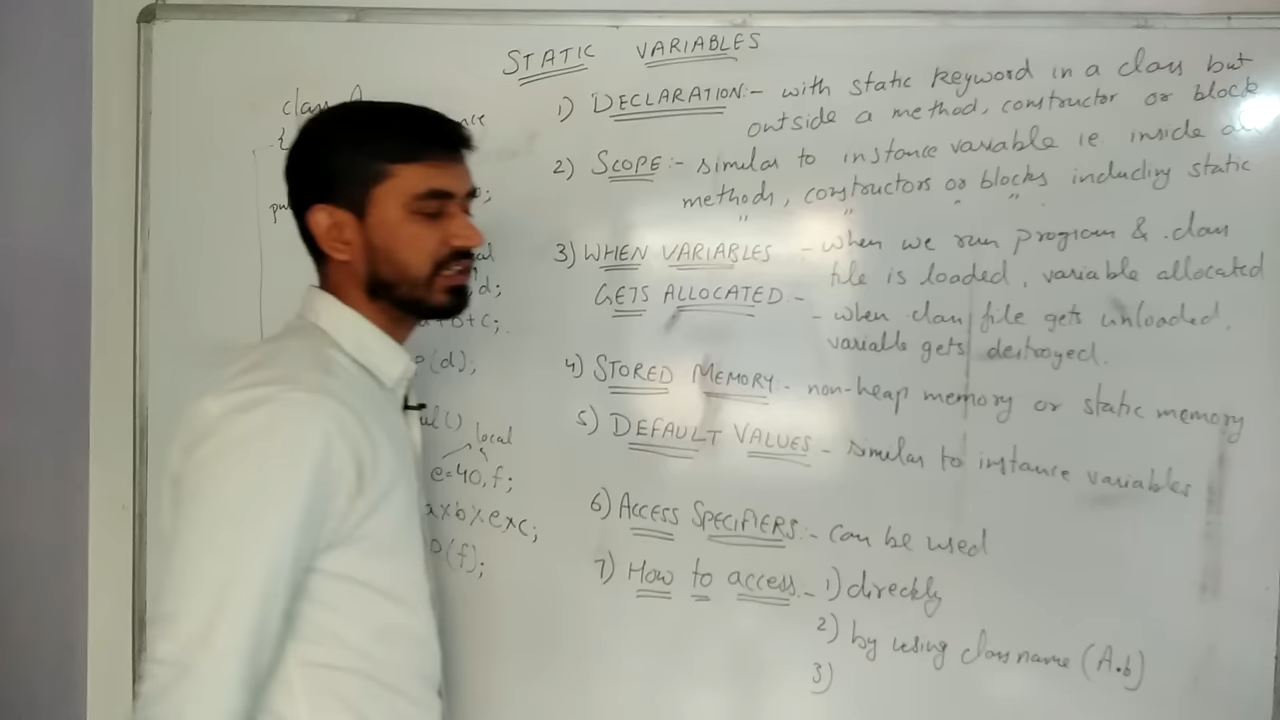 STATIC VARIABLES
class A
{
1) DECLARATION:- with static keyword in a class but
outside a method, constructor or block
2) SCOPE:- similar to instance variable ie inside all
methods, constructors or blocks including static
" " " "
3) WHEN VARIABLES - when we run program & .class
file is loaded, variable allocated
GETS ALLOCATED:-
- when class file gets unloaded,
variable gets destroyed.
4) STORED MEMORY - non-heap memory or static memory
5) DEFAULT VALUES - similar to instance variables
6) ACCESS SPECIFIERS:- can be used
7) How to access:- 1) directly
2) by using class name (A.b)
3)
d;
+b+c;
(d);
ul()
local
e=40,f;
axb%exc;
(f);